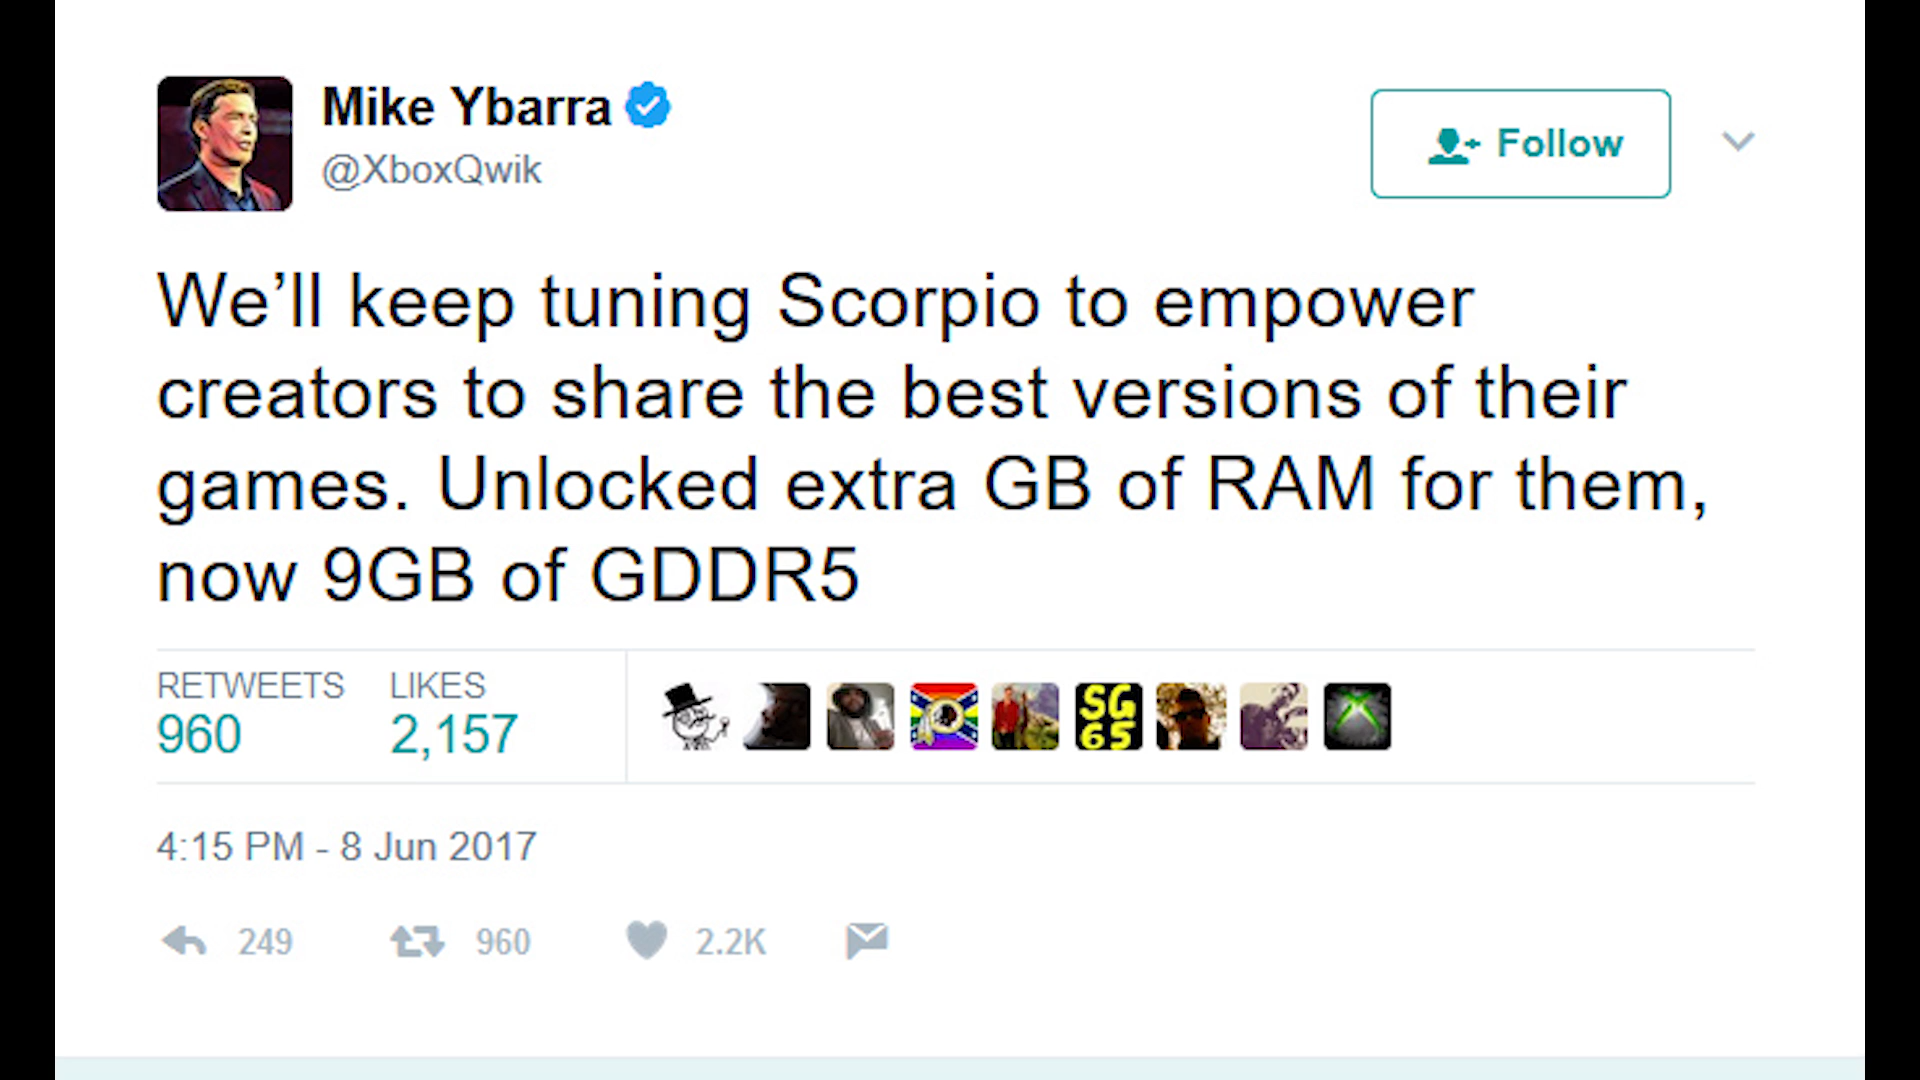 Mike Ybarra
@XboxQwik
Follow
We’ll keep tuning Scorpio to empower
creators to share the best versions of their
games. Unlocked extra GB of RAM for them,
now 9GB of GDDR5
RETWEETS LIKES
960 2,157
SG
65
4:15 PM - 8 Jun 2017
249 960 2.2K